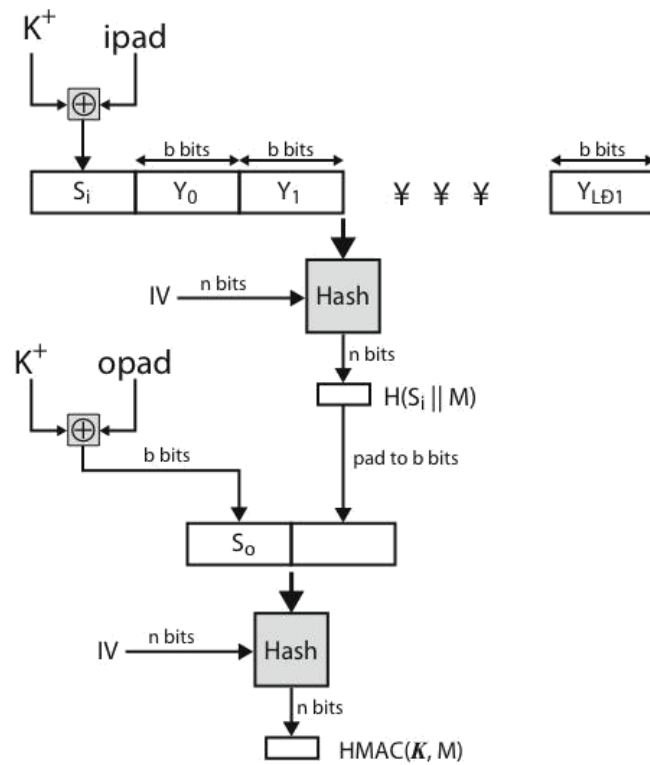 K+ ipad
b bits b bits b bits
Si Y0 Y1 ¥ ¥ ¥ YLÐ1
IV n bits Hash
n bits
K+ opad H(Si || M)
b bits pad to b bits
So
n bits
IV Hash
n bits
HMAC(K, M)